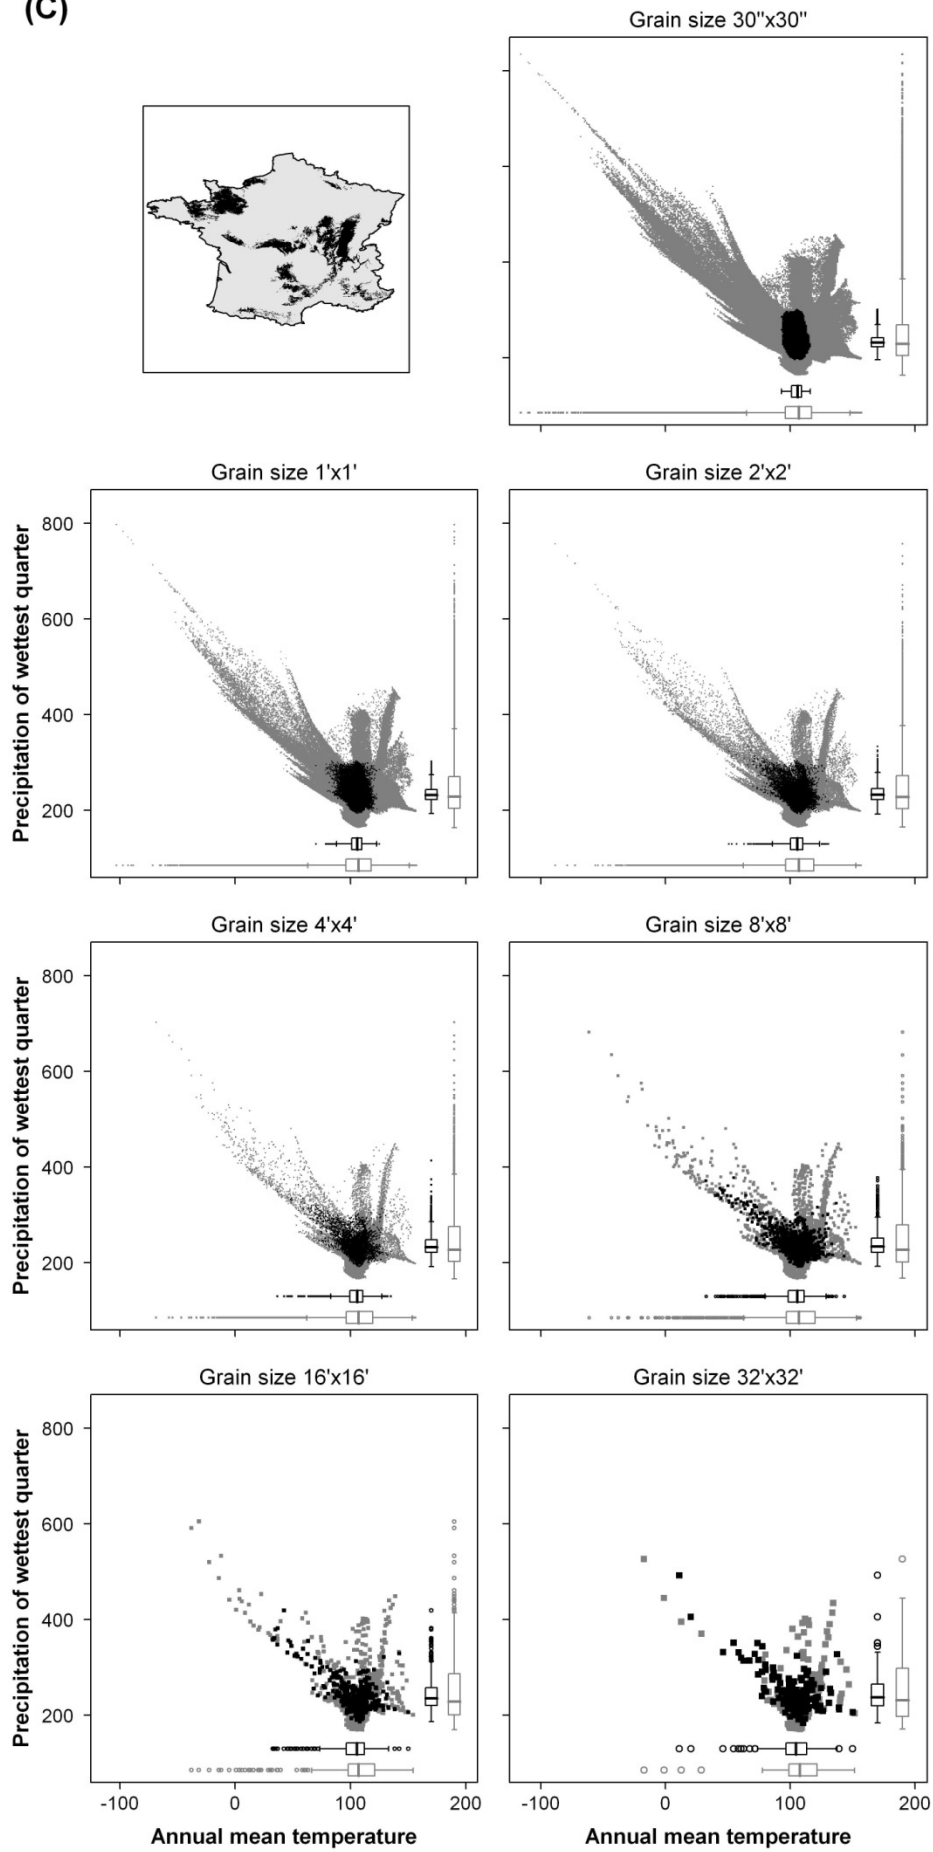 (C)
Grain size 30"x30"
Grain size 1'x1'
Grain size 2'x2'
Precipitation of wettest quarter
800
600
400
200
Grain size 4'x4'
Grain size 8'x8'
Precipitation of wettest quarter
800
600
400
200
Grain size 16'x16'
Grain size 32'x32'
Precipitation of wettest quarter
800
600
400
200
-100 0 100 200
-100 0 100 200
Annual mean temperature
Annual mean temperature